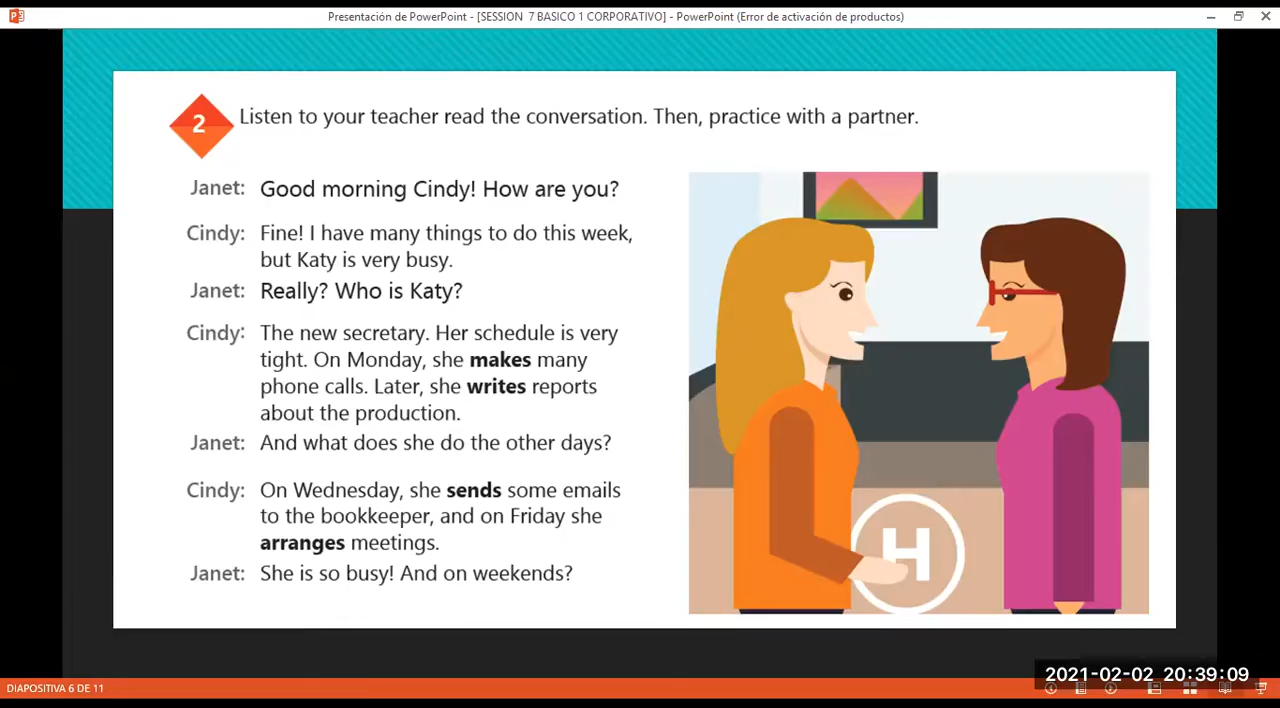 Presentación de PowerPoint - [SESSION  7 BASICO 1 CORPORATIVO] - PowerPoint (Error de activación de productos)
2
Listen to your teacher read the conversation. Then, practice with a partner.
Janet: Good morning Cindy! How are you?
Cindy: Fine! I have many things to do this week,
but Katy is very busy.
Janet: Really? Who is Katy?
Cindy: The new secretary. Her schedule is very
tight. On Monday, she makes many
phone calls. Later, she writes reports
about the production.
Janet: And what does she do the other days?
Cindy: On Wednesday, she sends some emails
to the bookkeeper, and on Friday she
arranges meetings.
Janet: She is so busy! And on weekends?
H
2021-02-02 20:39:09
DIAPOSITIVA 6 DE 11